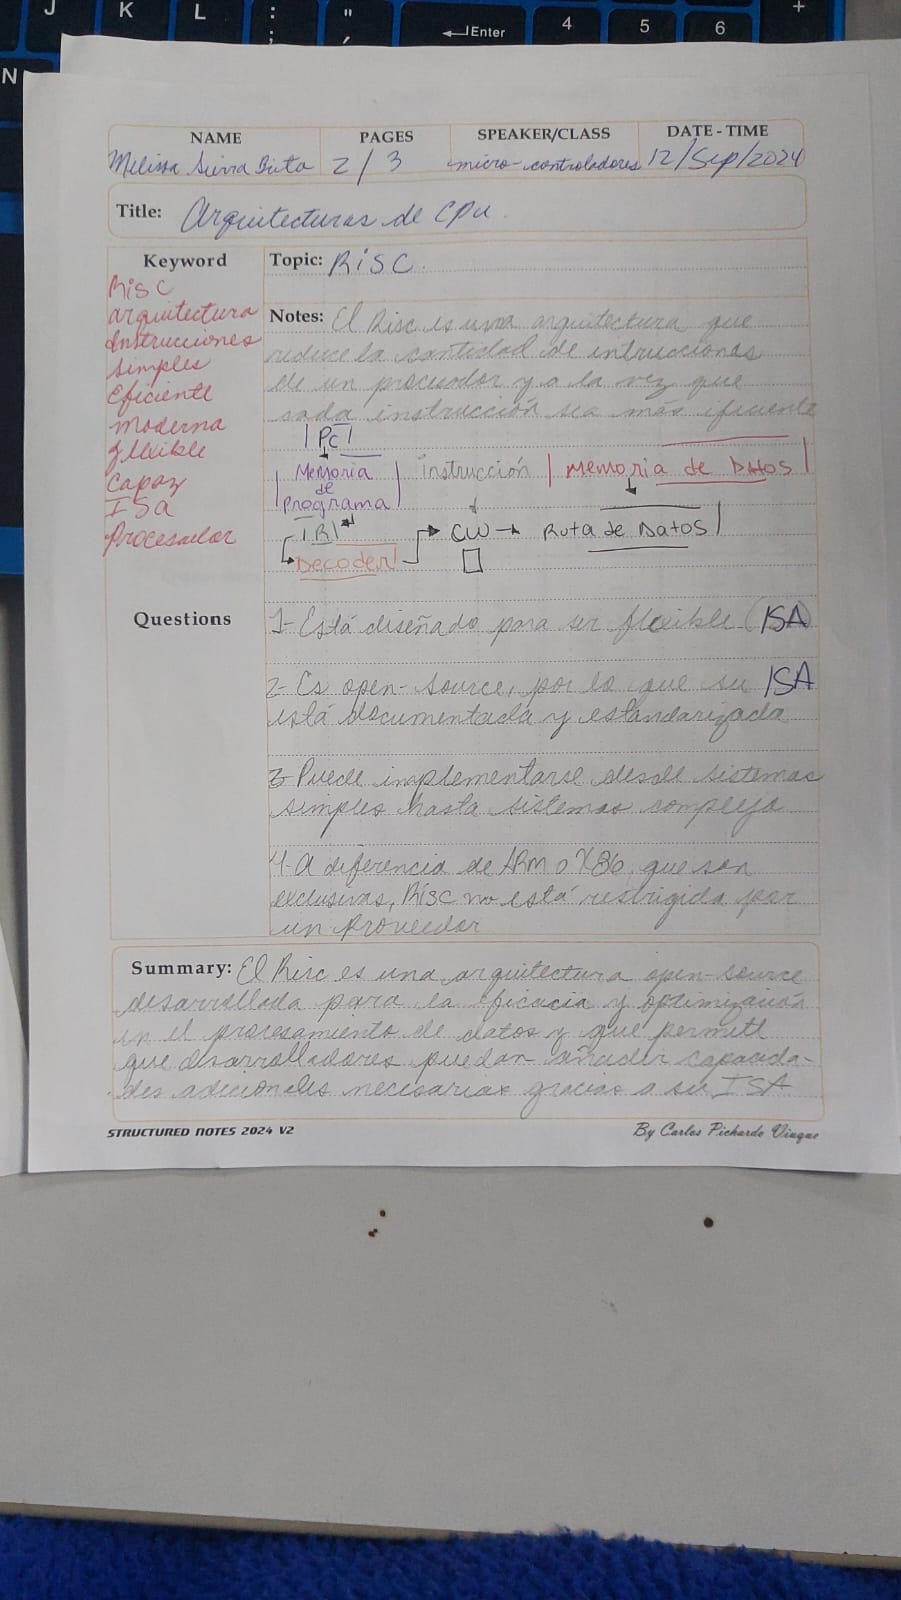 J K L : ; " ' Enter 4 5 6 +
N
NAME PAGES SPEAKER/CLASS DATE - TIME
Melissa Sierra 2/3 micro-controladores 12/Sep/2024
Title: Arquitecturas de CPU.
Keyword
RISC
arquitectura
Instrucciones
simples
Eficiente
moderna
flexible
Capaz
ISa
Procesador
Topic: RISC.
Notes: El Risc es una arquitectura que
reduce la cantidad de intrucciones
de un procesador y a la vez que
cada instrucción sea más ificiente
PC
Memoria de Programa
instrucción
Memoria de Datos
IR
CW → Ruta de Datos
Decoder
Questions
1- Está diseñado para ser flexible (ISA)
2- Es open-source, por lo que su ISA
está documentada y estandarizada
3- Puede implementarse desde sistemas
simples hasta sistemas compleja
4- A diferencia de ARM o X86 que son
exclusivas, Risc no está restrigida por
un proveedor
Summary: El Risc es una arquitectura open-source
desarrollada para la eficacia y optimización
en el procesamiento de datos y que permite
que desarrolladores puedan añadir capacida-
des adicionales necesarias gracias a su ISA
STRUCTURED NOTES 2024 V2 By Carlos Pichardo Viuque